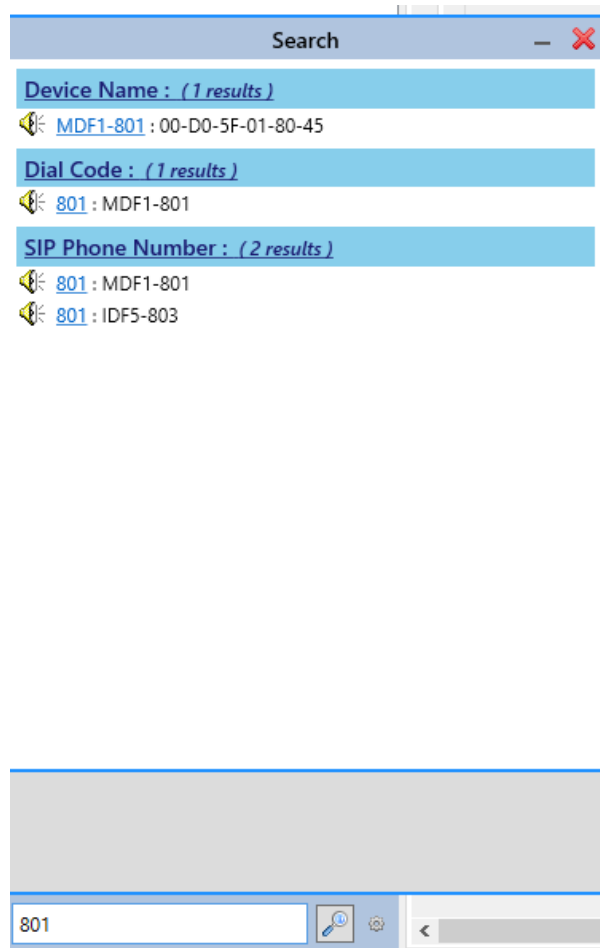 Search
Device Name : ( 1 results )
MDF1-801 : 00-D0-5F-01-80-45
Dial Code : ( 1 results )
801 : MDF1-801
SIP Phone Number : ( 2 results )
801 : MDF1-801
801 : IDF5-803
801